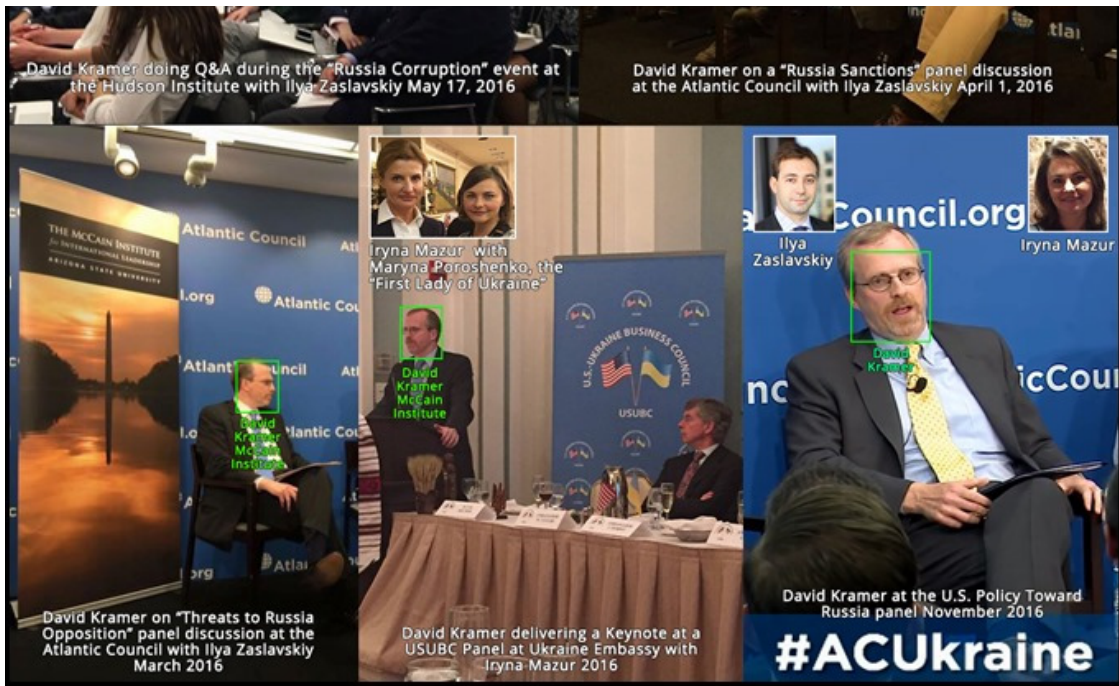 David Kramer doing Q&A during the "Russia Corruption" event at
the Hudson Institute with Ilya Zaslavskiy May 17, 2016
David Kramer on a "Russia Sanctions" panel discussion
at the Atlantic Council with Ilya Zaslavskiy April 1, 2016
THE MCCAIN INSTITUTE
for INTERNATIONAL LEADERSHIP
ARIZONA STATE UNIVERSITY
Atlantic Council
l.org
Atlantic Cou
Atlantic Council
Atlantic Cou
David
Kramer
McCain
Institute
David Kramer on "Threats to Russia
Opposition" panel discussion at the
Atlantic Council with Ilya Zaslavskiy
March 2016
Iryna Mazur with
Maryna Poroshenko, the
"First Lady of Ukraine"
David
Kramer
McCain
Institute
U.S.-UKRAINE BUSINESS COUNCIL
USUBC
David Kramer delivering a Keynote at a
USUBC Panel at Ukraine Embassy with
Iryna Mazur 2016
Council.org
Ilya
Zaslavskiy
Iryna Mazur
David
Kramer
nc
icCoun
David Kramer at the U.S. Policy Toward
Russia panel November 2016
#ACUkraine